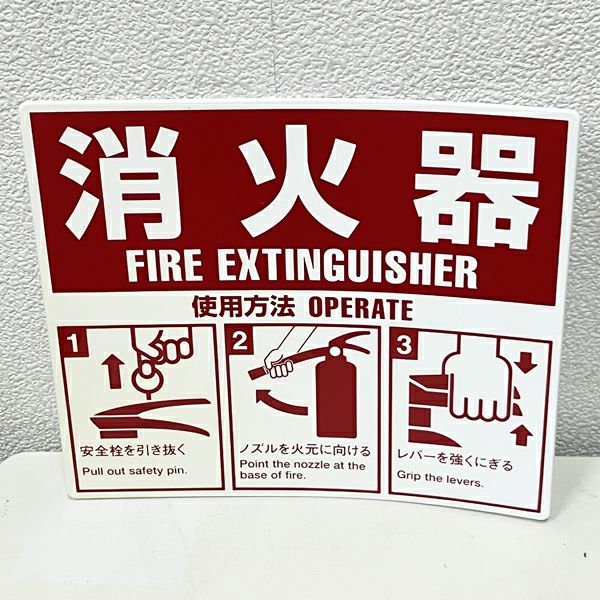 消火器
FIRE EXTINGUISHER
使用方法 OPERATE
1
安全栓を引き抜く
Pull out safety pin.
2
ノズルを火元に向ける
Point the nozzle at the
base of fire.
3
レバーを強くにぎる
Grip the levers.